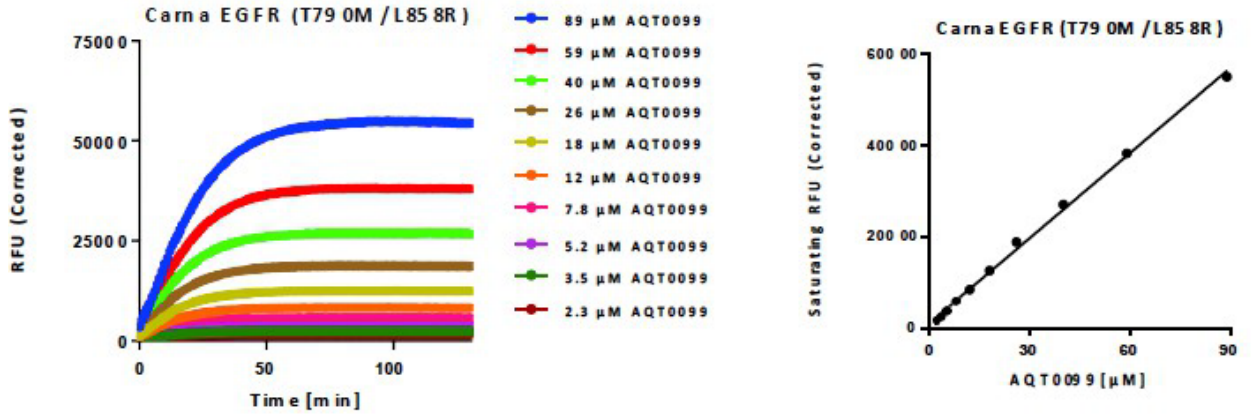 Carna EGFR (T790M/L858R)
75000
50000
25000
0
0
50
100
RFU (Corrected)
Time [min]
89 µM AQT0099
59 µM AQT0099
40 µM AQT0099
26 µM AQT0099
18 µM AQT0099
12 µM AQT0099
7.8 µM AQT0099
5.2 µM AQT0099
3.5 µM AQT0099
2.3 µM AQT0099
Carna EGFR (T790M/L858R)
60000
40000
20000
0
0
30
60
90
Saturating RFU (Corrected)
AQT0099 [µM]